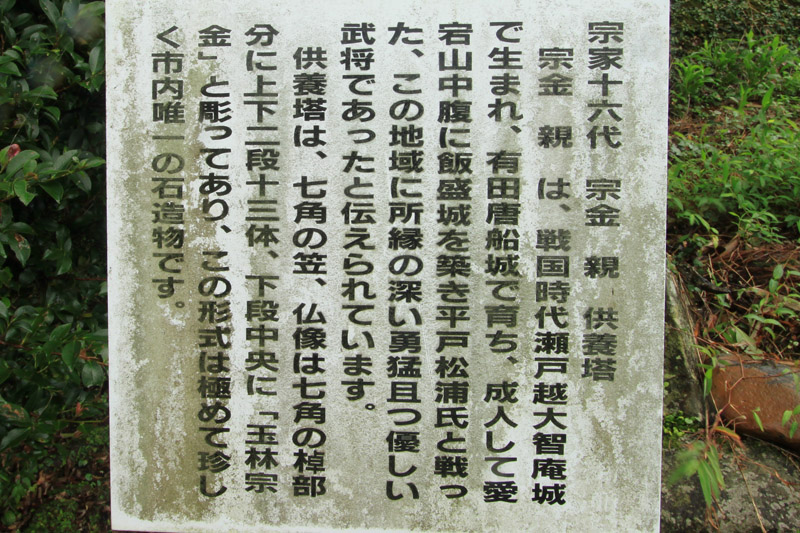 宗家十六代　宗金　親　供養塔
宗金　親　は、戦国時代瀬戸越大智庵城
で生まれ、有田唐船城で育ち、成人して愛
宕山中腹に飯盛城を築き平戸松浦氏と戦っ
た、この地域に所縁の深い勇猛且つ優しい
武将であったと伝えられています。
供養塔は、七角の笠、仏像は七角の棹部
分に上下二段十三体、下段中央に「玉林宗
金」と彫ってあり、この形式は極めて珍し
く市内唯一の石造物です。